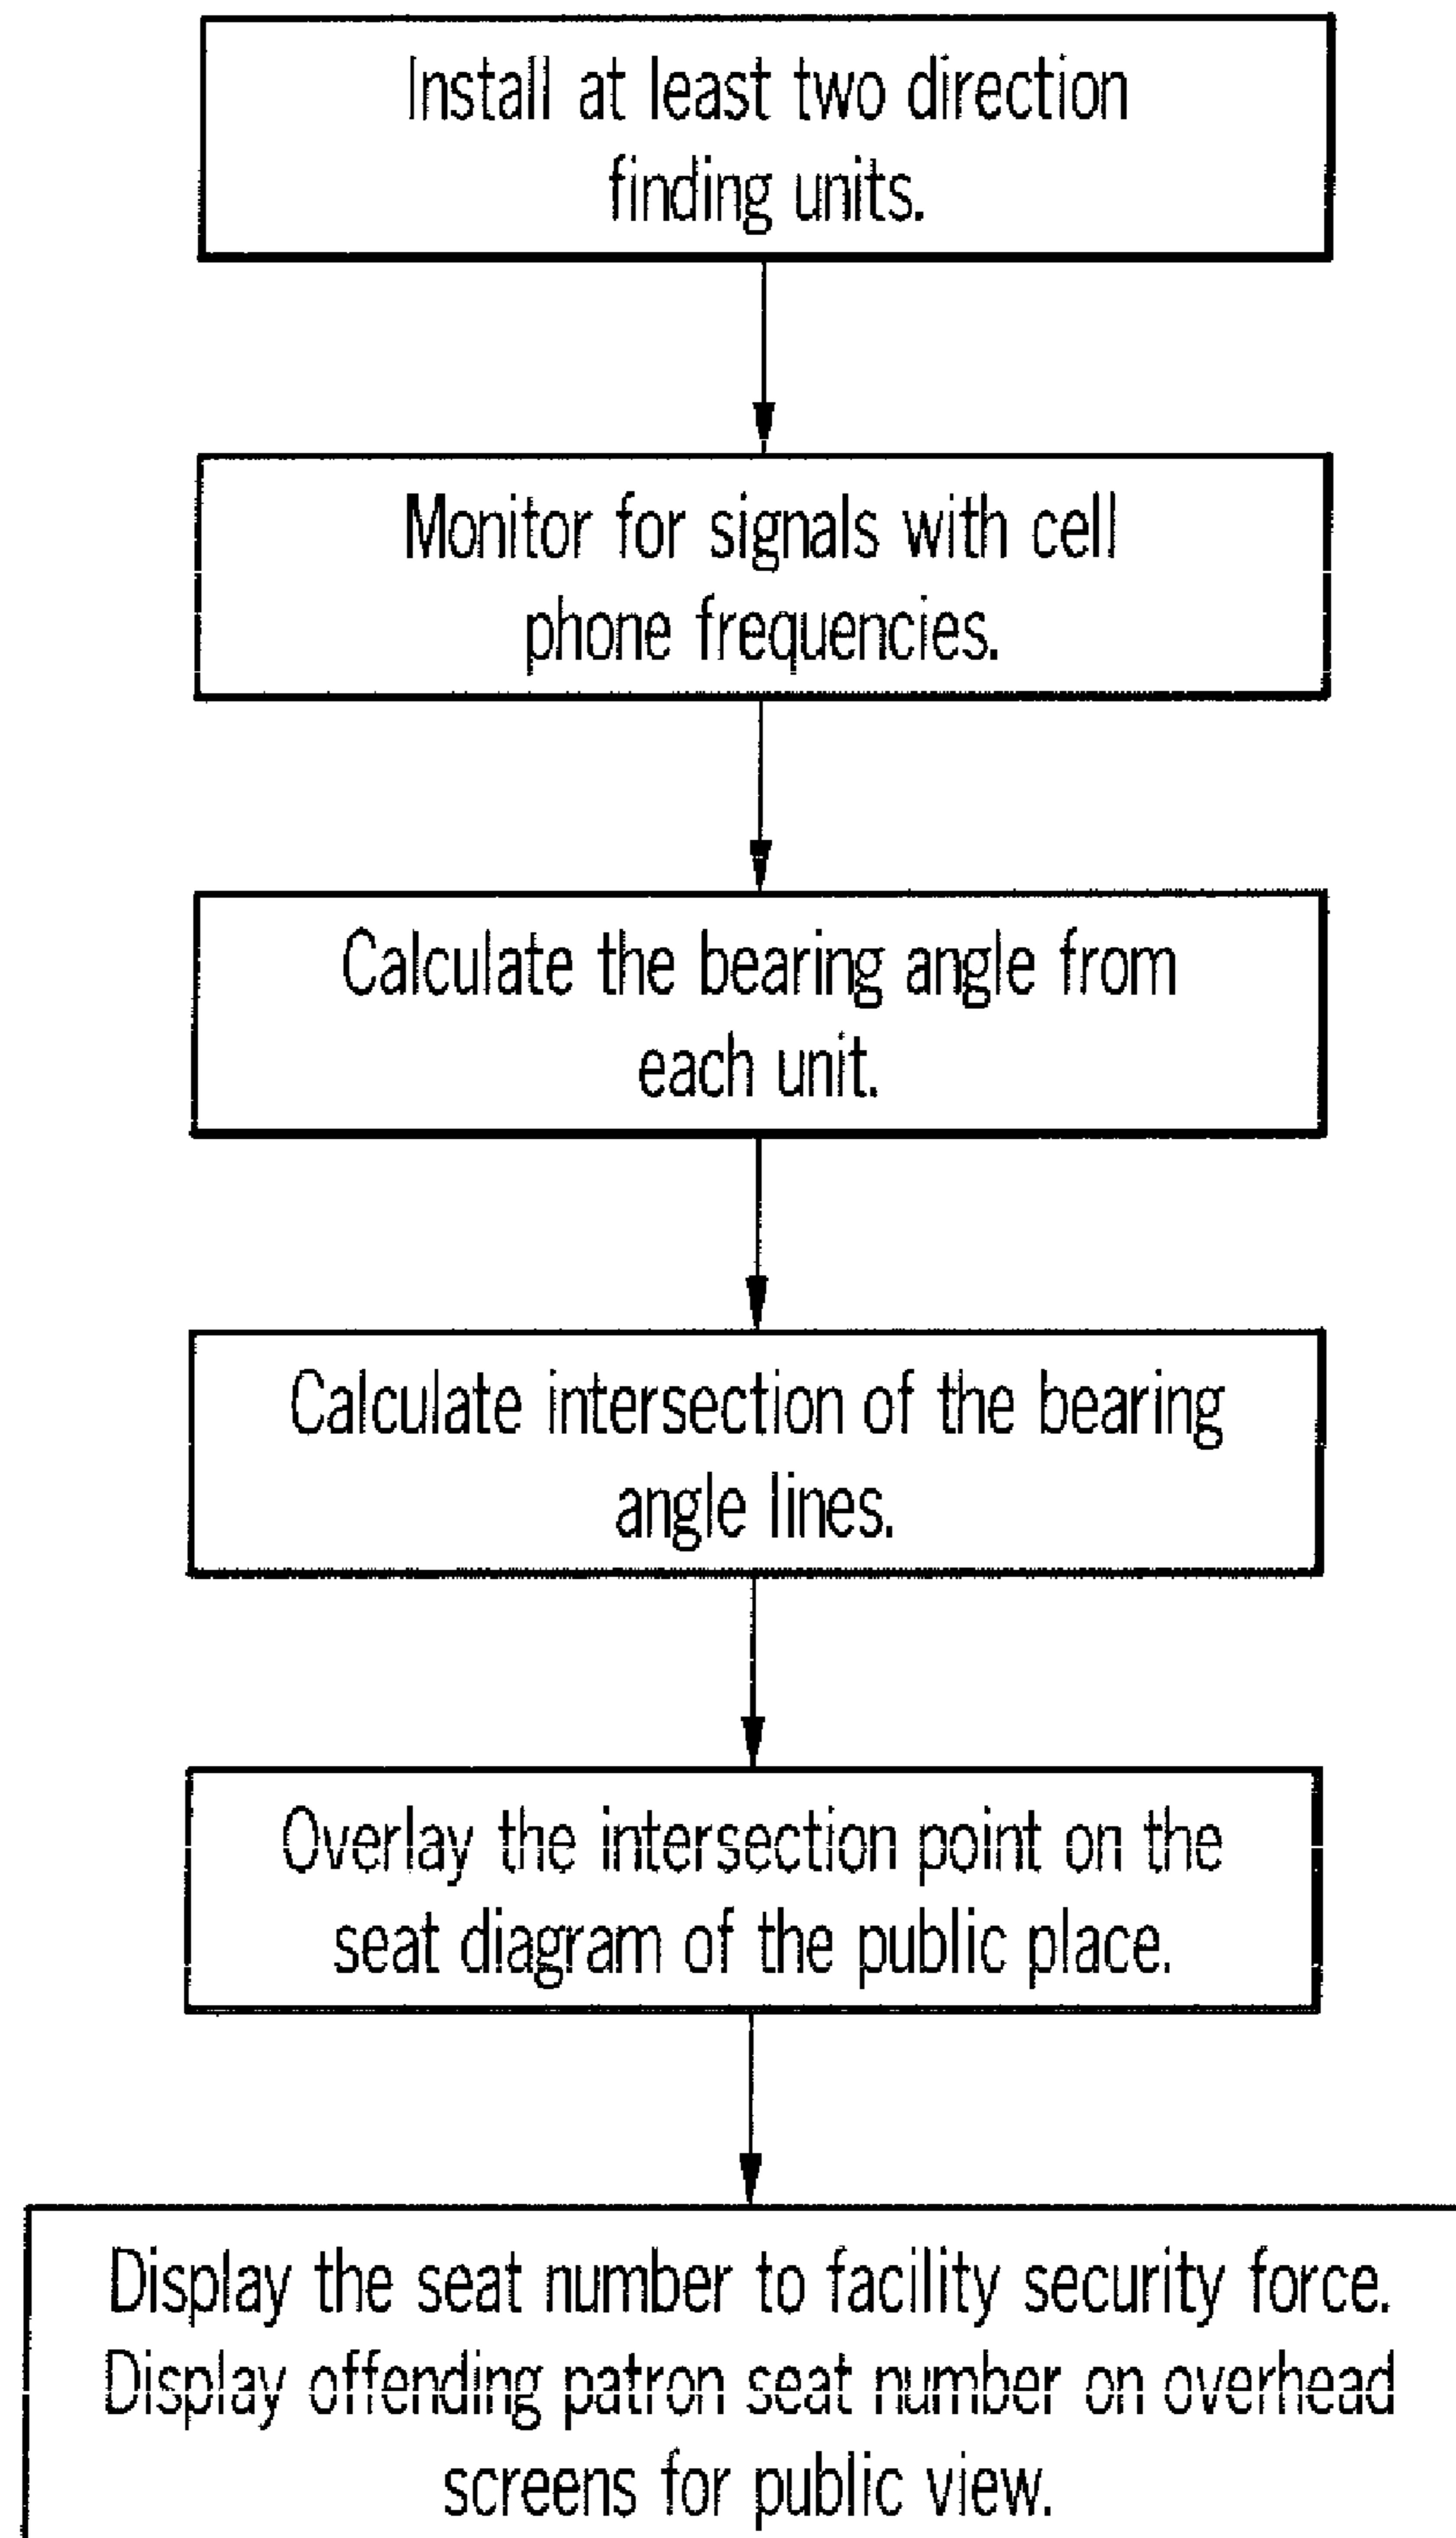 Install at least two direction
finding units.
Monitor for signals with cell
phone frequencies.
Calculate the bearing angle from
each unit.
Calculate intersection of the bearing
angle lines.
Overlay the intersection point on the
seat diagram of the public place.
Display the seat number to facility security force.
Display offending patron seat number on overhead
screens for public view.